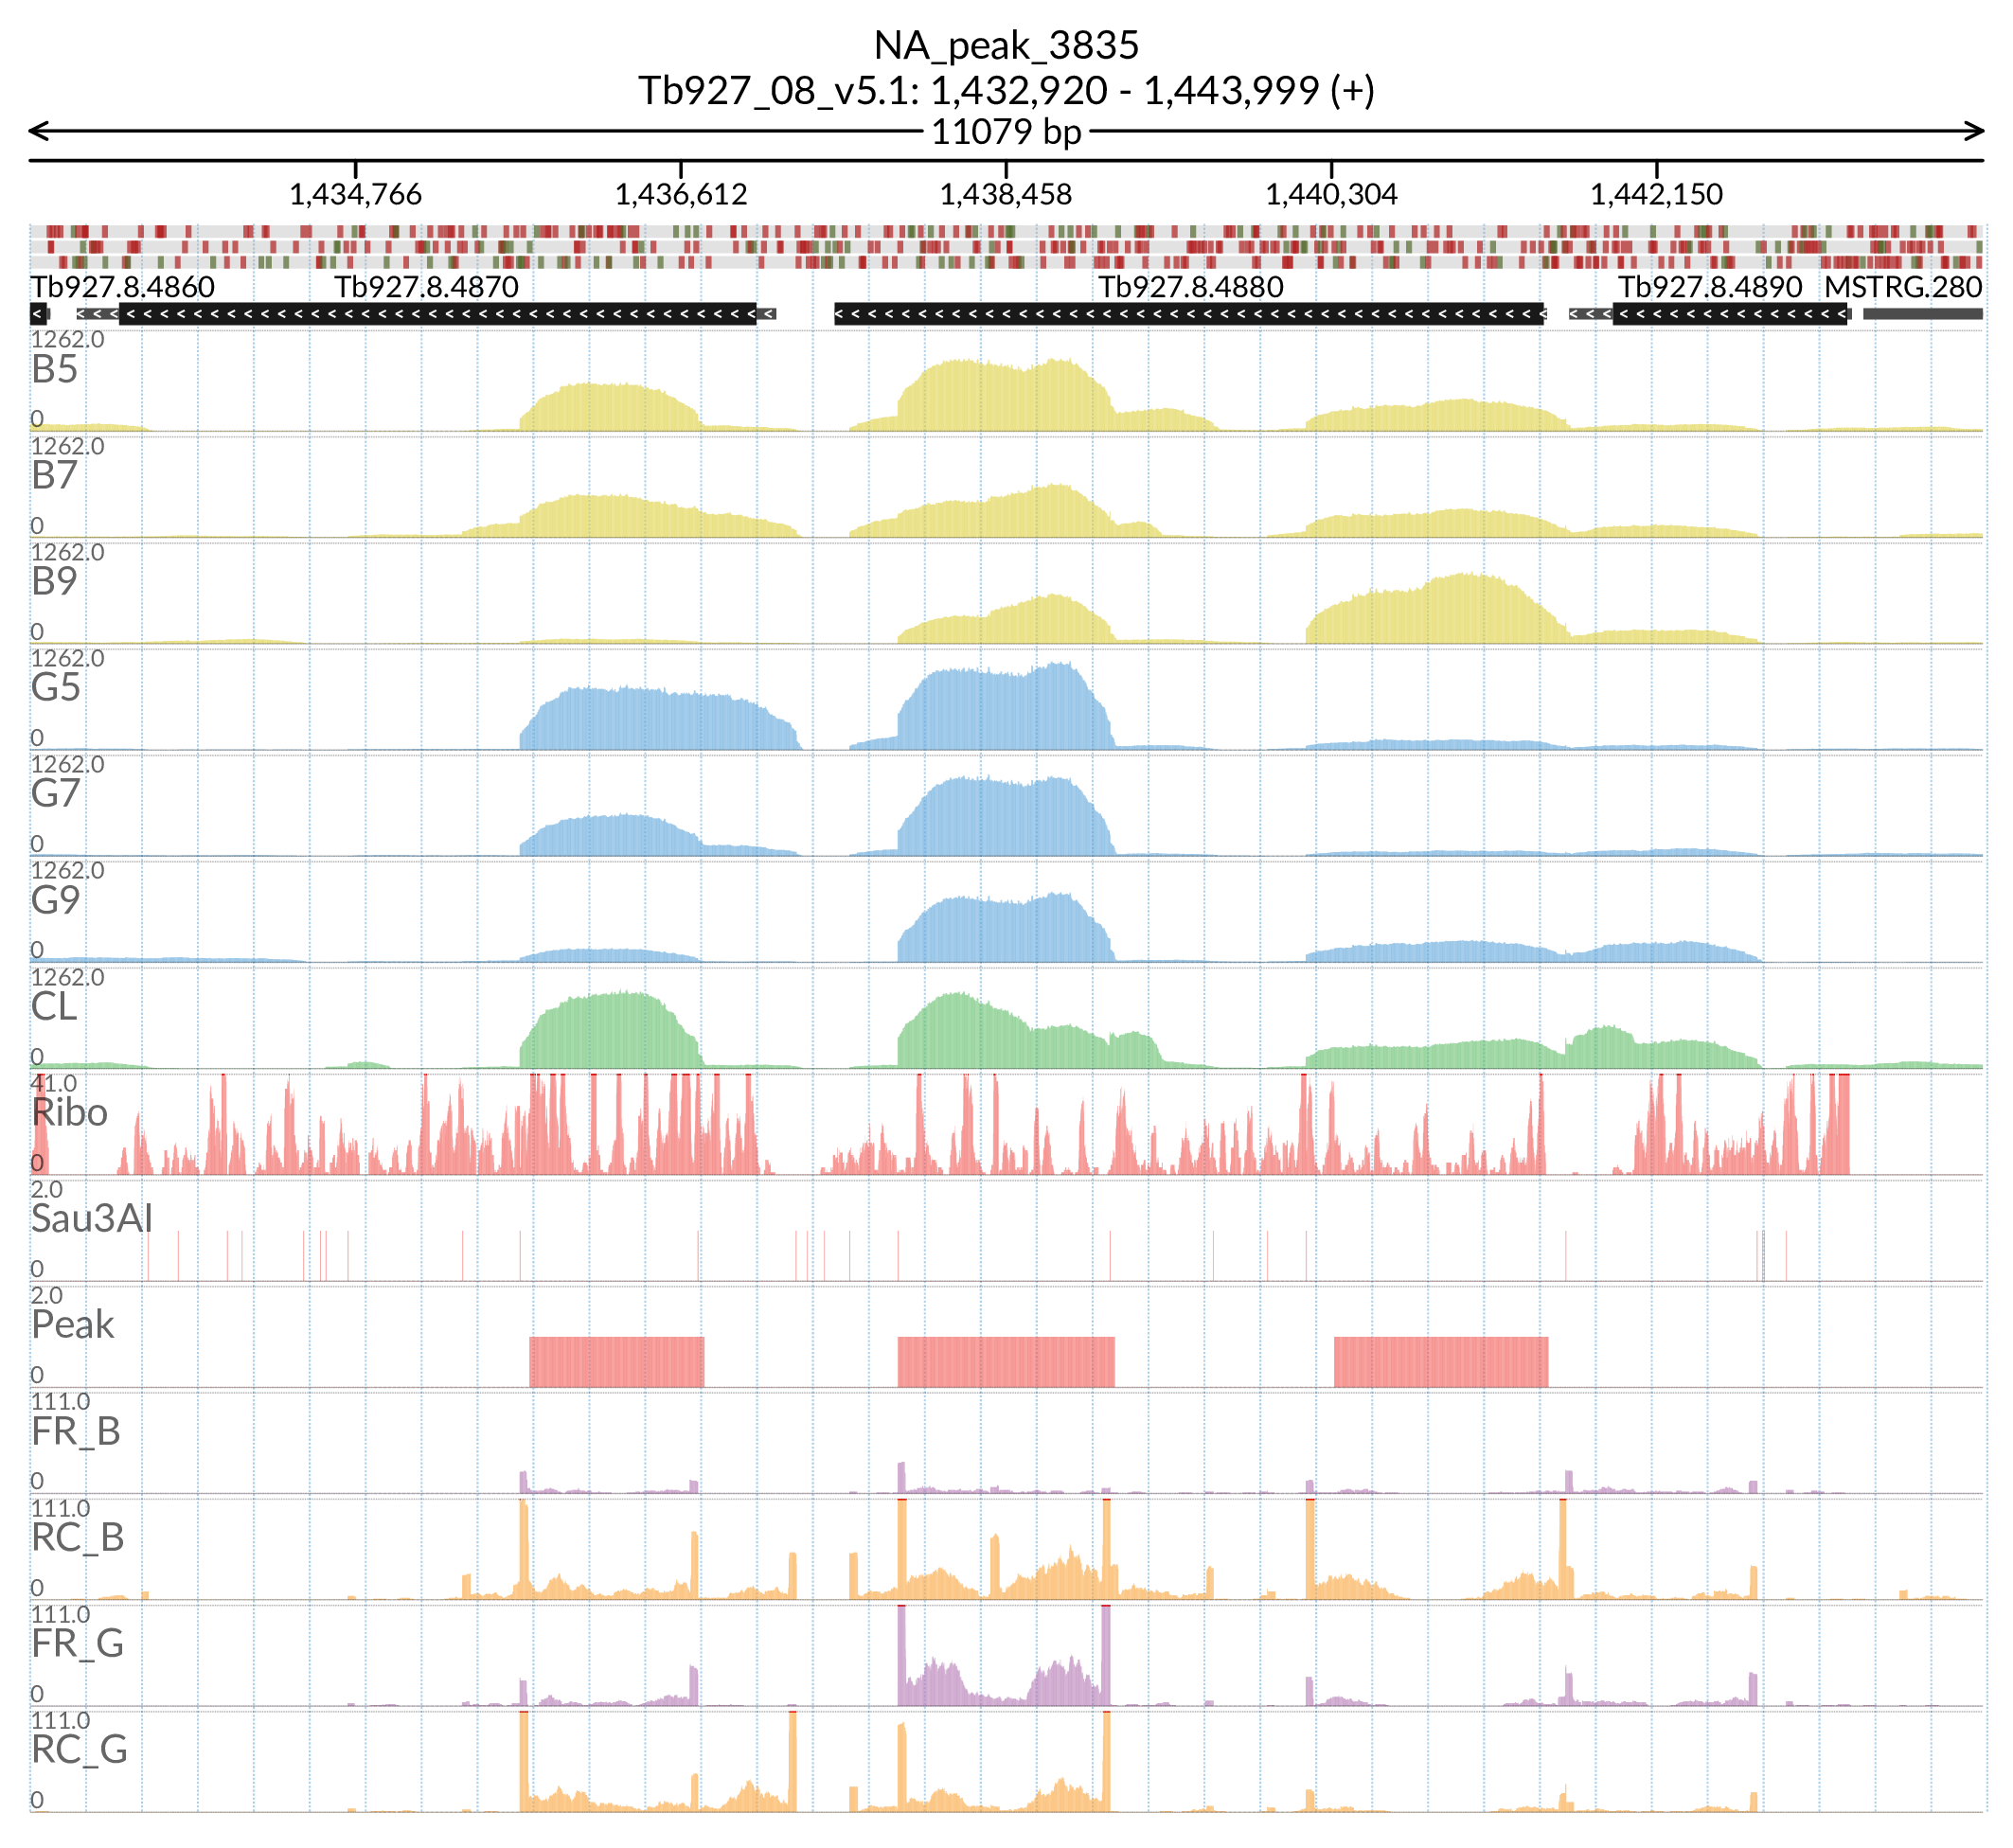 NA_peak_3835
Tb927_08_v5.1: 1,432,920 - 1,443,999 (+)
11079 bp
1,434,766 1,436,612 1,438,458 1,440,304 1,442,150
Tb927.8.4860 Tb927.8.4870 Tb927.8.4880 Tb927.8.4890 MSTRG.280
1262.0
B5
0
1262.0
B7
0
1262.0
B9
0
1262.0
G5
0
1262.0
G7
0
1262.0
G9
0
1262.0
CL
0
41.0
Ribo
0
2.0
Sau3AI
0
2.0
Peak
0
111.0
FR_B
0
111.0
RC_B
0
111.0
FR_G
0
111.0
RC_G
0